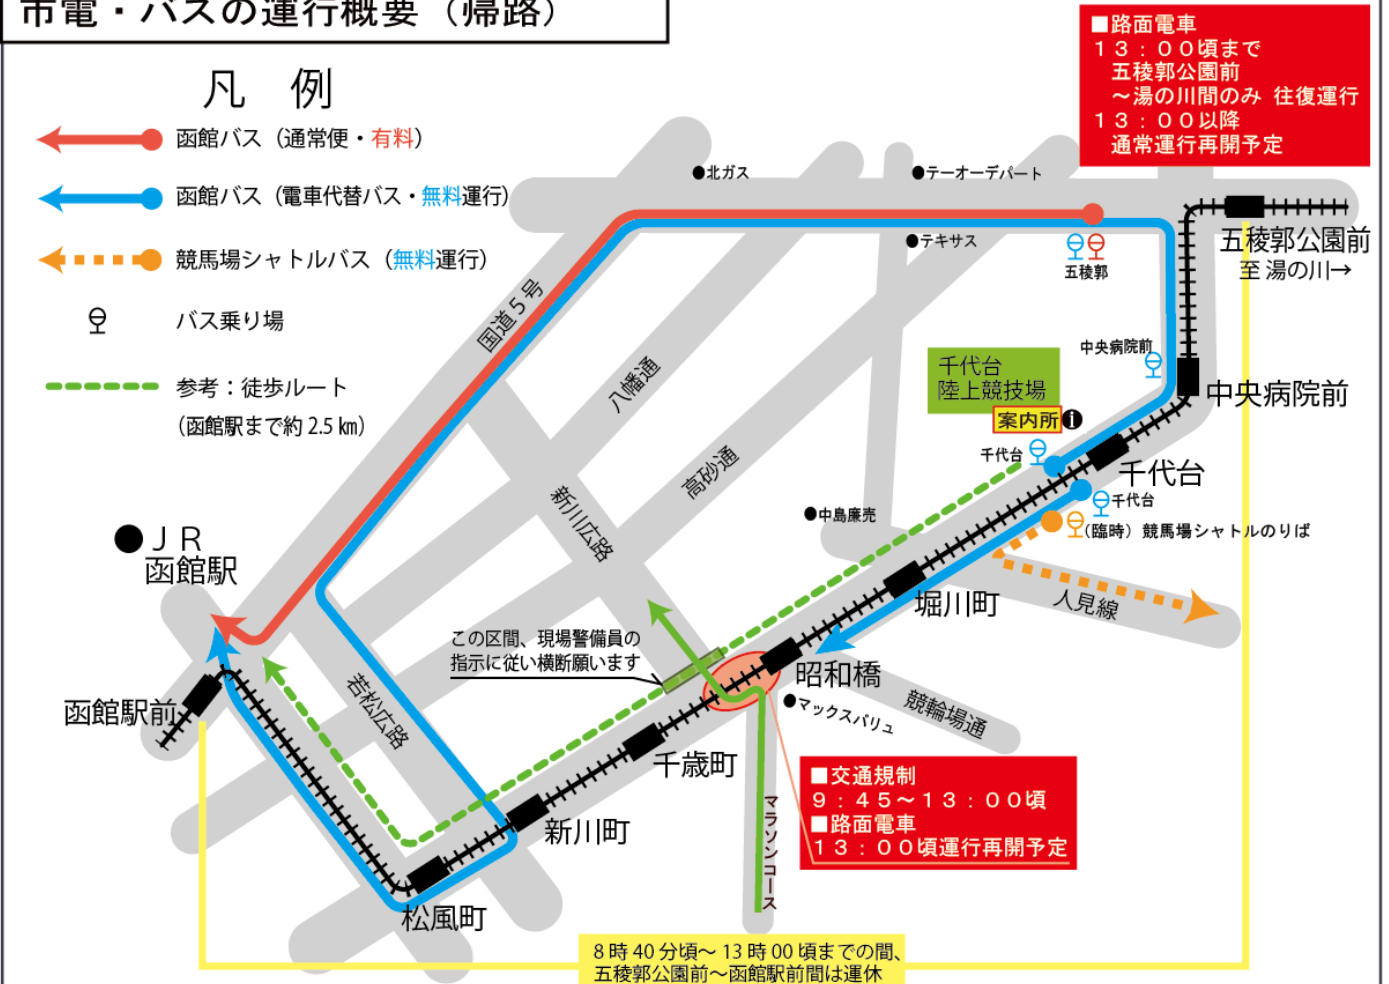 市電・バスの運行概要（帰路）
■路面電車
１３：００頃まで
五稜郭公園前
～湯の川間のみ 往復運行
１３：００以降
通常運行再開予定
凡 例
函館バス（通常便・有料）
函館バス（電車代替バス・無料運行）
競馬場シャトルバス（無料運行）
バス乗り場
参考：徒歩ルート
（函館駅まで約 2.5 ㎞）
●北ガス
●テーオーデパート
●テキサス
五稜郭
五稜郭公園前
至 湯の川→
国道５号
八幡通
高砂通
中央病院前
中央病院前
千代台
陸上競技場
案内所
i
千代台
千代台
千代台
（臨時）競馬場シャトルのりば
●中島廉売
新川広路
●ＪＲ
函館駅
堀川町
人見線
この区間、現場警備員の
指示に従い横断願います
昭和橋
競輪場通
●マックスバリュ
若松広路
函館駅前
千歳町
■交通規制
９：４５～１３：００頃
■路面電車
１３：００頃運行再開予定
マラソンコース
新川町
松風町
8 時 40 分頃～ 13 時 00 頃までの間、
五稜郭公園前～函館駅前間は運休